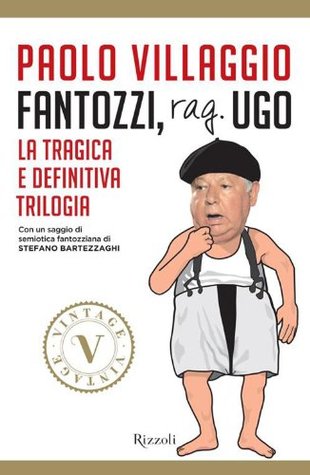 PAOLO VILLAGGIO
FANTOZZI, rag. UGO
LA TRAGICA
E DEFINITIVA
TRILOGIA
Con un saggio di
semiotica fantozziana di
STEFANO BARTEZZAGHI
VINTAGE
V
VINTAGE
Rizzoli